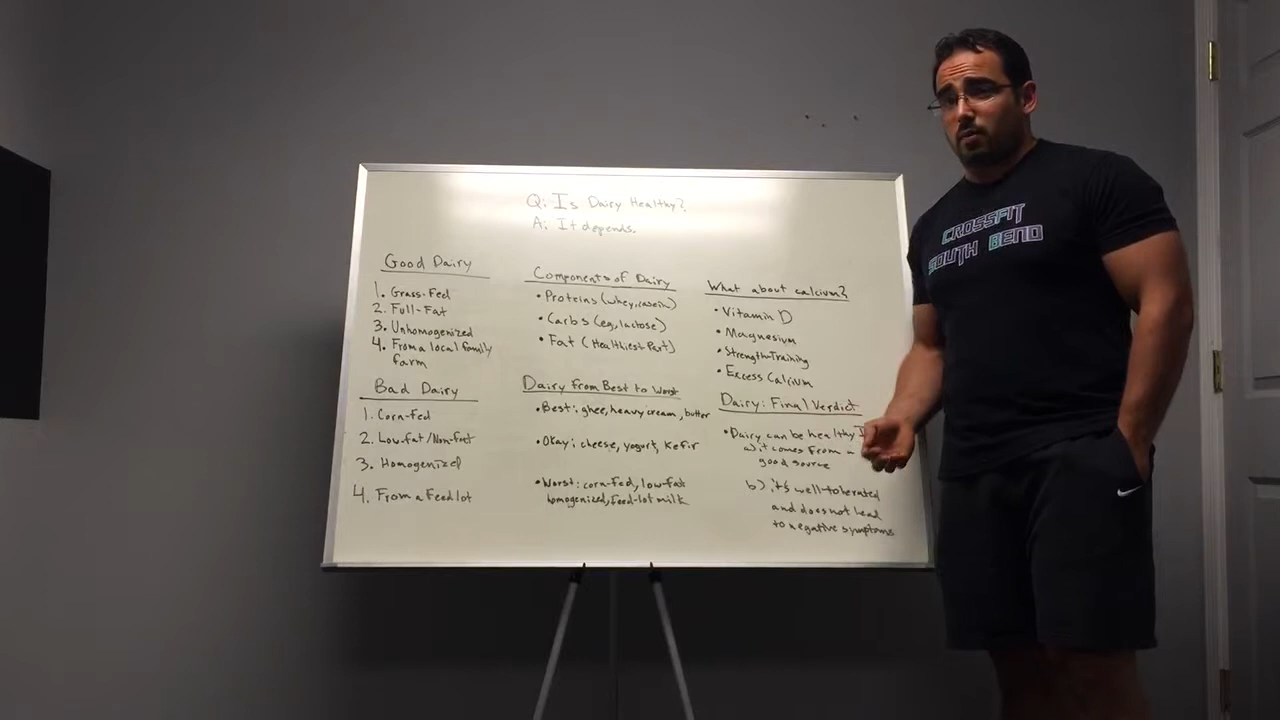 Q: Is Dairy Healthy?
A: It depends.
Good Dairy
1. Grass-Fed
2. Full-Fat
3. Unhomogenized
4. From a local family
farm
Bad Dairy
1. Corn-fed
2. Low-fat/Non-fat
3. Homogenized
4. From a Feed lot
Components of Dairy
• Proteins (whey, casein)
• Carbs (eg, lactose)
• Fat (Healthiest Part)
Dairy from Best to Worst
• Best: ghee, heavy cream, butter
• Okay: cheese, yogurt, kefir
• Worst: corn-fed, low-fat
homogenized, feed-lot milk
What about calcium?
• Vitamin D
• Magnesium
• Strength Training
• Excess Calcium
Dairy: Final Verdict
• Dairy can be healthy
a) it comes from a
good source
b) it's well-tolerated
and does not lead
to negative symptoms
CROSSFIT
SOUTH BEND